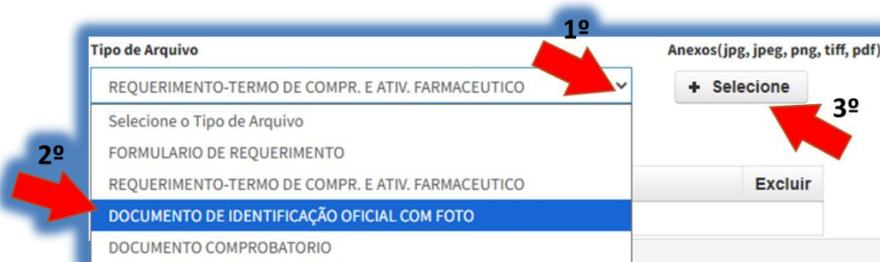 1º
Tipo de Arquivo
Anexos(jpg, jpeg, png, tiff, pdf)
REQUERIMENTO-TERMO DE COMPR. E ATIV. FARMACEUTICO
+ Selecione
3º
Selecione o Tipo de Arquivo
FORMULARIO DE REQUERIMENTO
2º
REQUERIMENTO-TERMO DE COMPR. E ATIV. FARMACEUTICO
Excluir
DOCUMENTO DE IDENTIFICAÇÃO OFICIAL COM FOTO
DOCUMENTO COMPROBATORIO